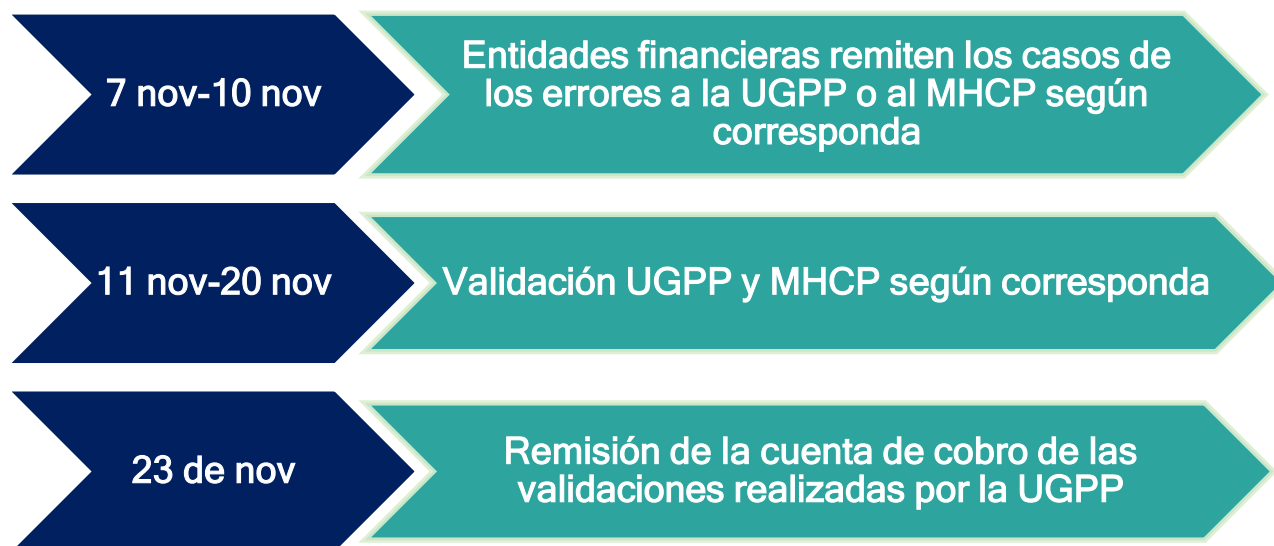 7 nov-10 nov
Entidades financieras remiten los casos de
los errores a la UGPP o al MHCP según
corresponda
11 nov-20 nov
Validación UGPP y MHCP según corresponda
23 de nov
Remisión de la cuenta de cobro de las
validaciones realizadas por la UGPP